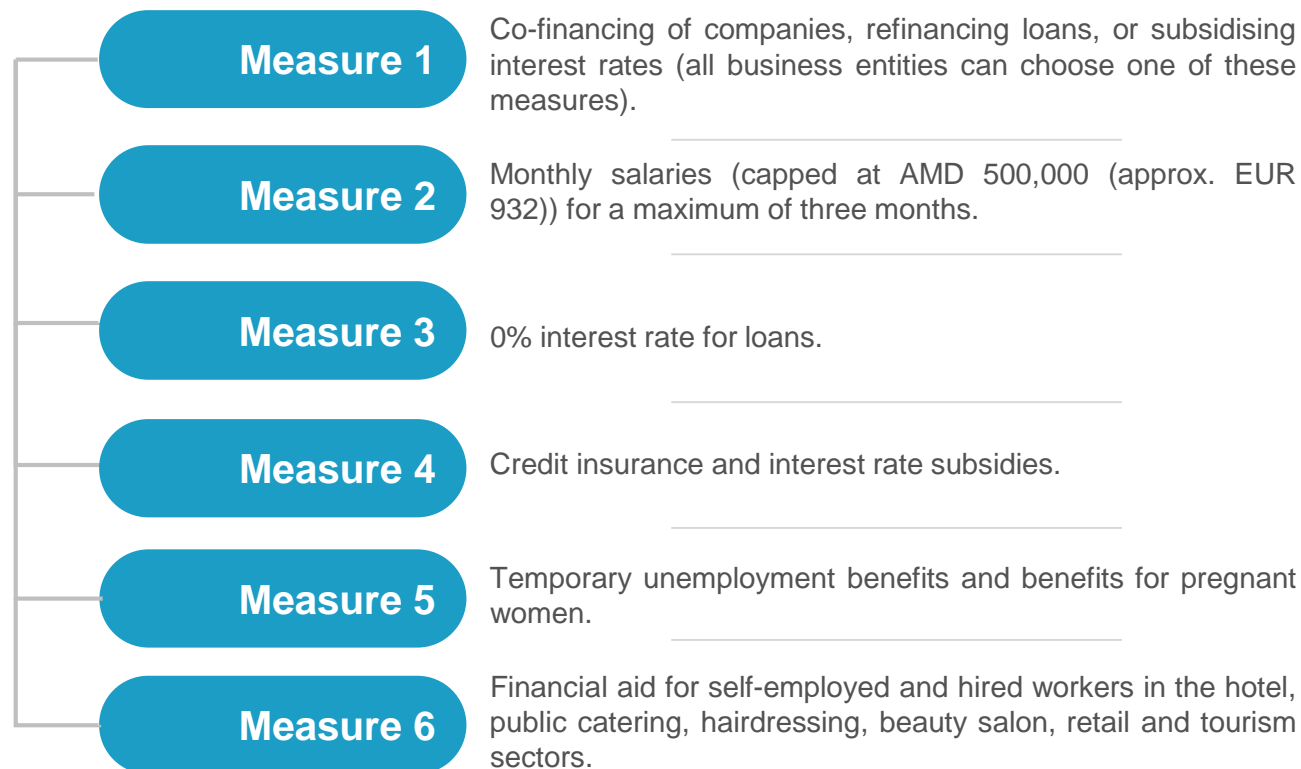 Measure 1
Co-financing of companies, refinancing loans, or subsidising
interest rates (all business entities can choose one of these
measures).
Measure 2
Monthly salaries (capped at AMD 500,000 (approx. EUR
932)) for a maximum of three months.
Measure 3
0% interest rate for loans.
Measure 4
Credit insurance and interest rate subsidies.
Measure 5
Temporary unemployment benefits and benefits for pregnant
women.
Measure 6
Financial aid for self-employed and hired workers in the hotel,
public catering, hairdressing, beauty salon, retail and tourism
sectors.